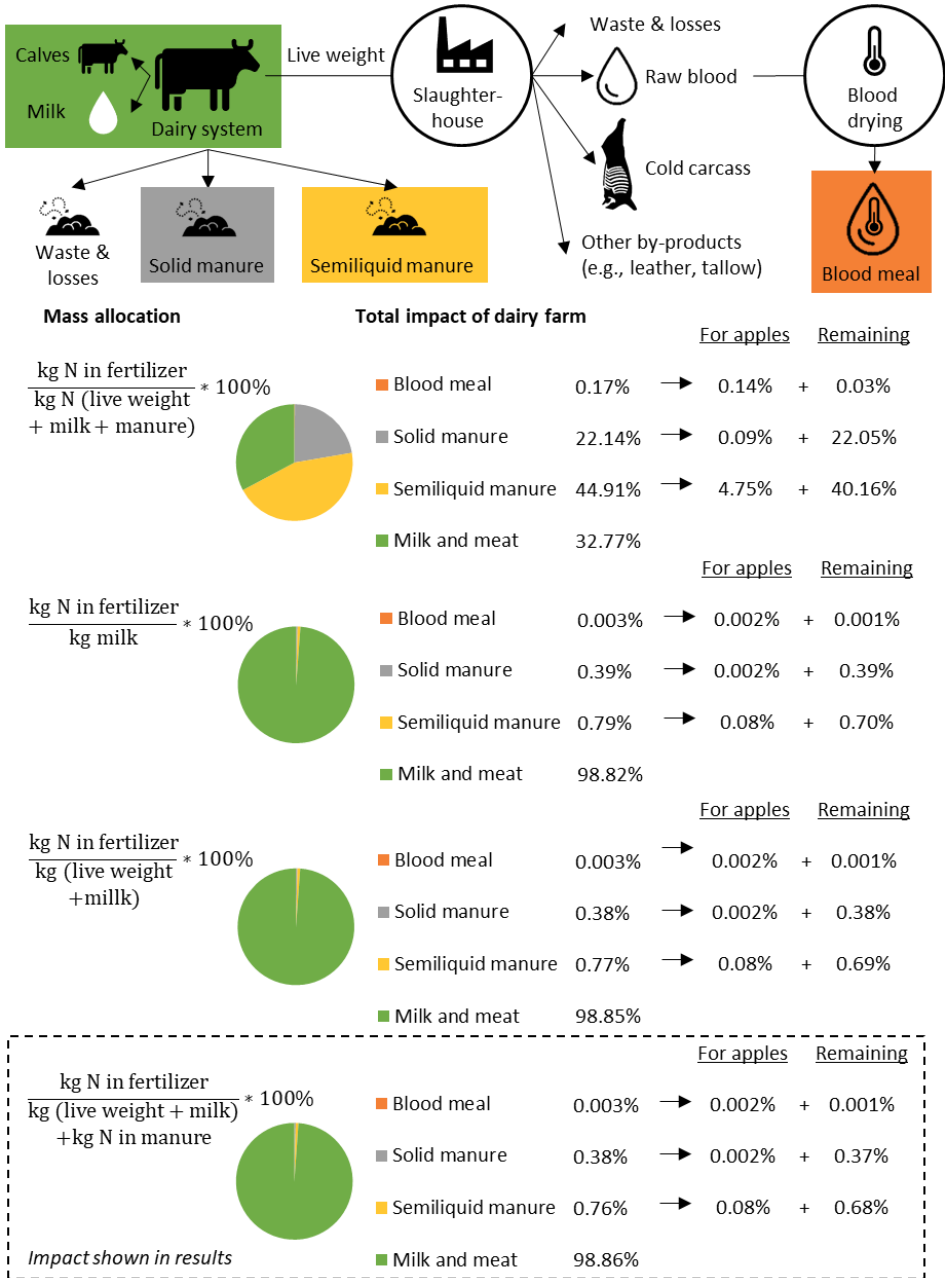 Calves
Milk
Dairy system
Live weight
Slaughter-
house
Waste & losses
Raw blood
Cold carcass
Other by-products
(e.g., leather, tallow)
Blood
drying
Blood meal
Waste &
losses
Solid manure
Semiliquid manure
Mass allocation
Total impact of dairy farm
For apples Remaining
kg N in fertilizer
kg N (live weight
+ milk + manure)
* 100%
Blood meal 0.17% 0.14% + 0.03%
Solid manure 22.14% 0.09% + 22.05%
Semiliquid manure 44.91% 4.75% + 40.16%
Milk and meat 32.77%
For apples Remaining
kg N in fertilizer
kg milk
* 100%
Blood meal 0.003% 0.002% + 0.001%
Solid manure 0.39% 0.002% + 0.39%
Semiliquid manure 0.79% 0.08% + 0.70%
Milk and meat 98.82%
For apples Remaining
kg N in fertilizer
kg (live weight
+millk)
* 100%
Blood meal 0.003% 0.002% + 0.001%
Solid manure 0.38% 0.002% + 0.38%
Semiliquid manure 0.77% 0.08% + 0.69%
Milk and meat 98.85%
For apples Remaining
kg N in fertilizer
kg (live weight + milk)
+kg N in manure
* 100%
Blood meal 0.003% 0.002% + 0.001%
Solid manure 0.38% 0.002% + 0.37%
Semiliquid manure 0.76% 0.08% + 0.68%
Milk and meat 98.86%
Impact shown in results